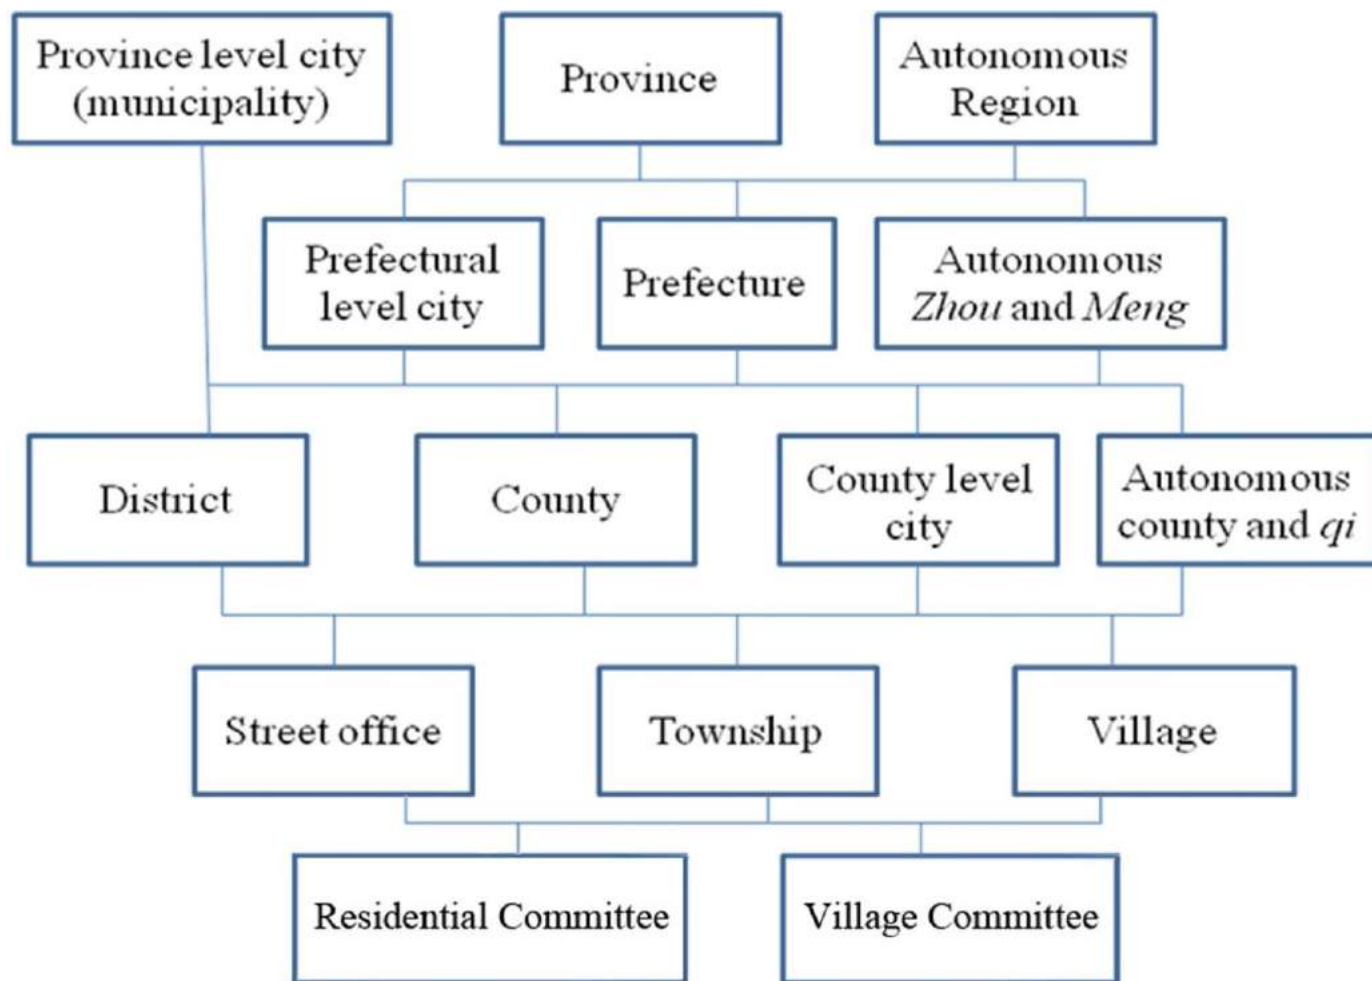 Province level city
(municipality)
Province
Autonomous
Region
Prefectural
level city
Prefecture
Autonomous
Zhou and Meng
District
County
County level
city
Autonomous
county and qi
Street office
Township
Village
Residential Committee
Village Committee